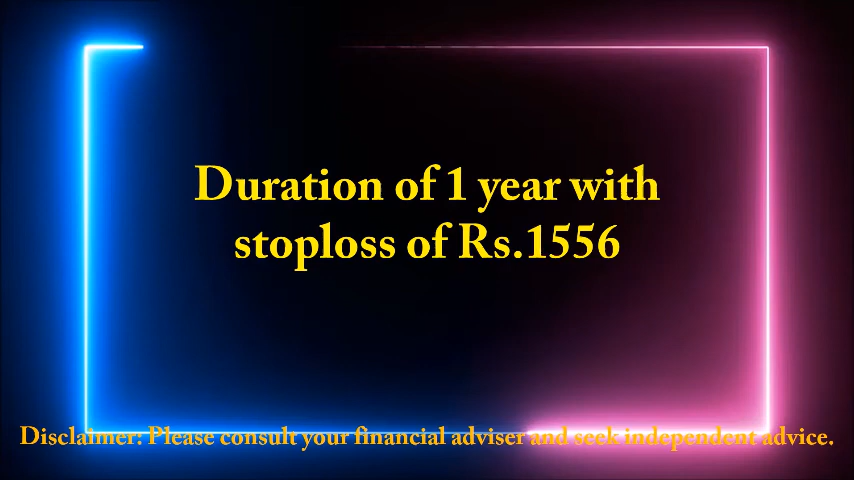 Duration of 1 year with
stoploss of Rs.1556
Disclaimer: Please consult your financial adviser and seek independent advice.